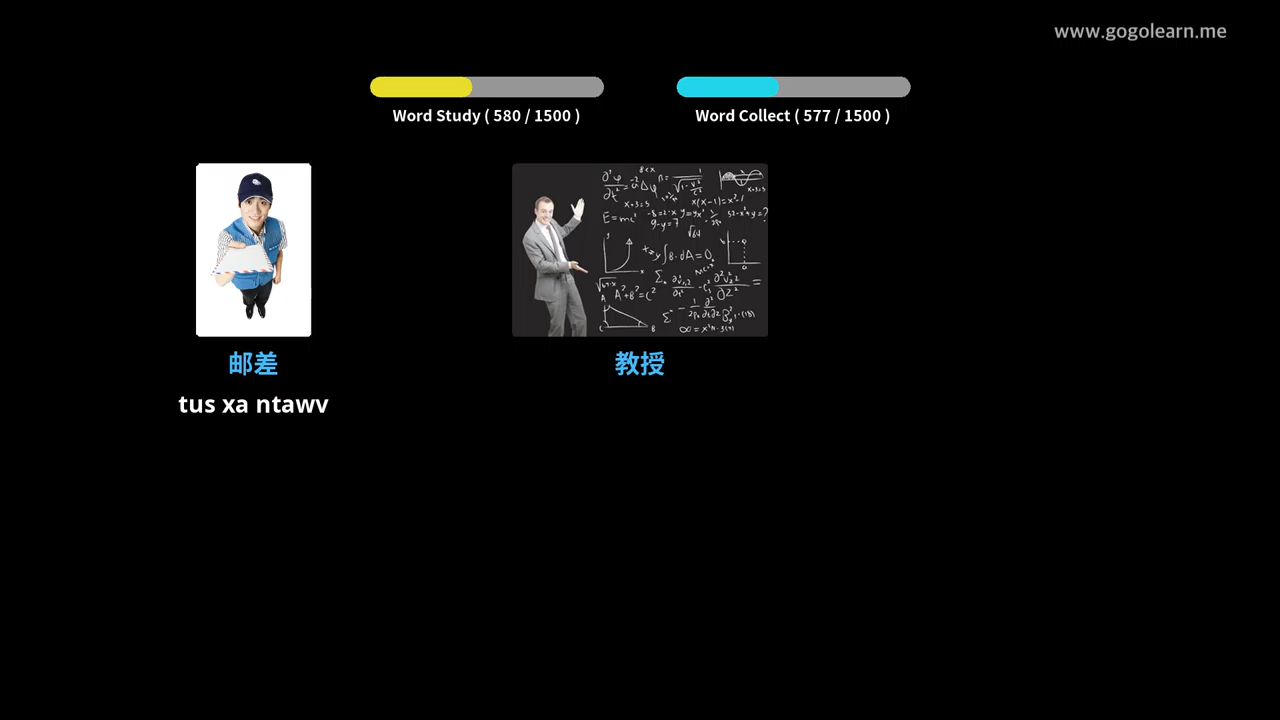 www.gogolearn.me
Word Study ( 580 / 1500 )
Word Collect ( 577 / 1500 )
邮差
教授
tus xa ntawv